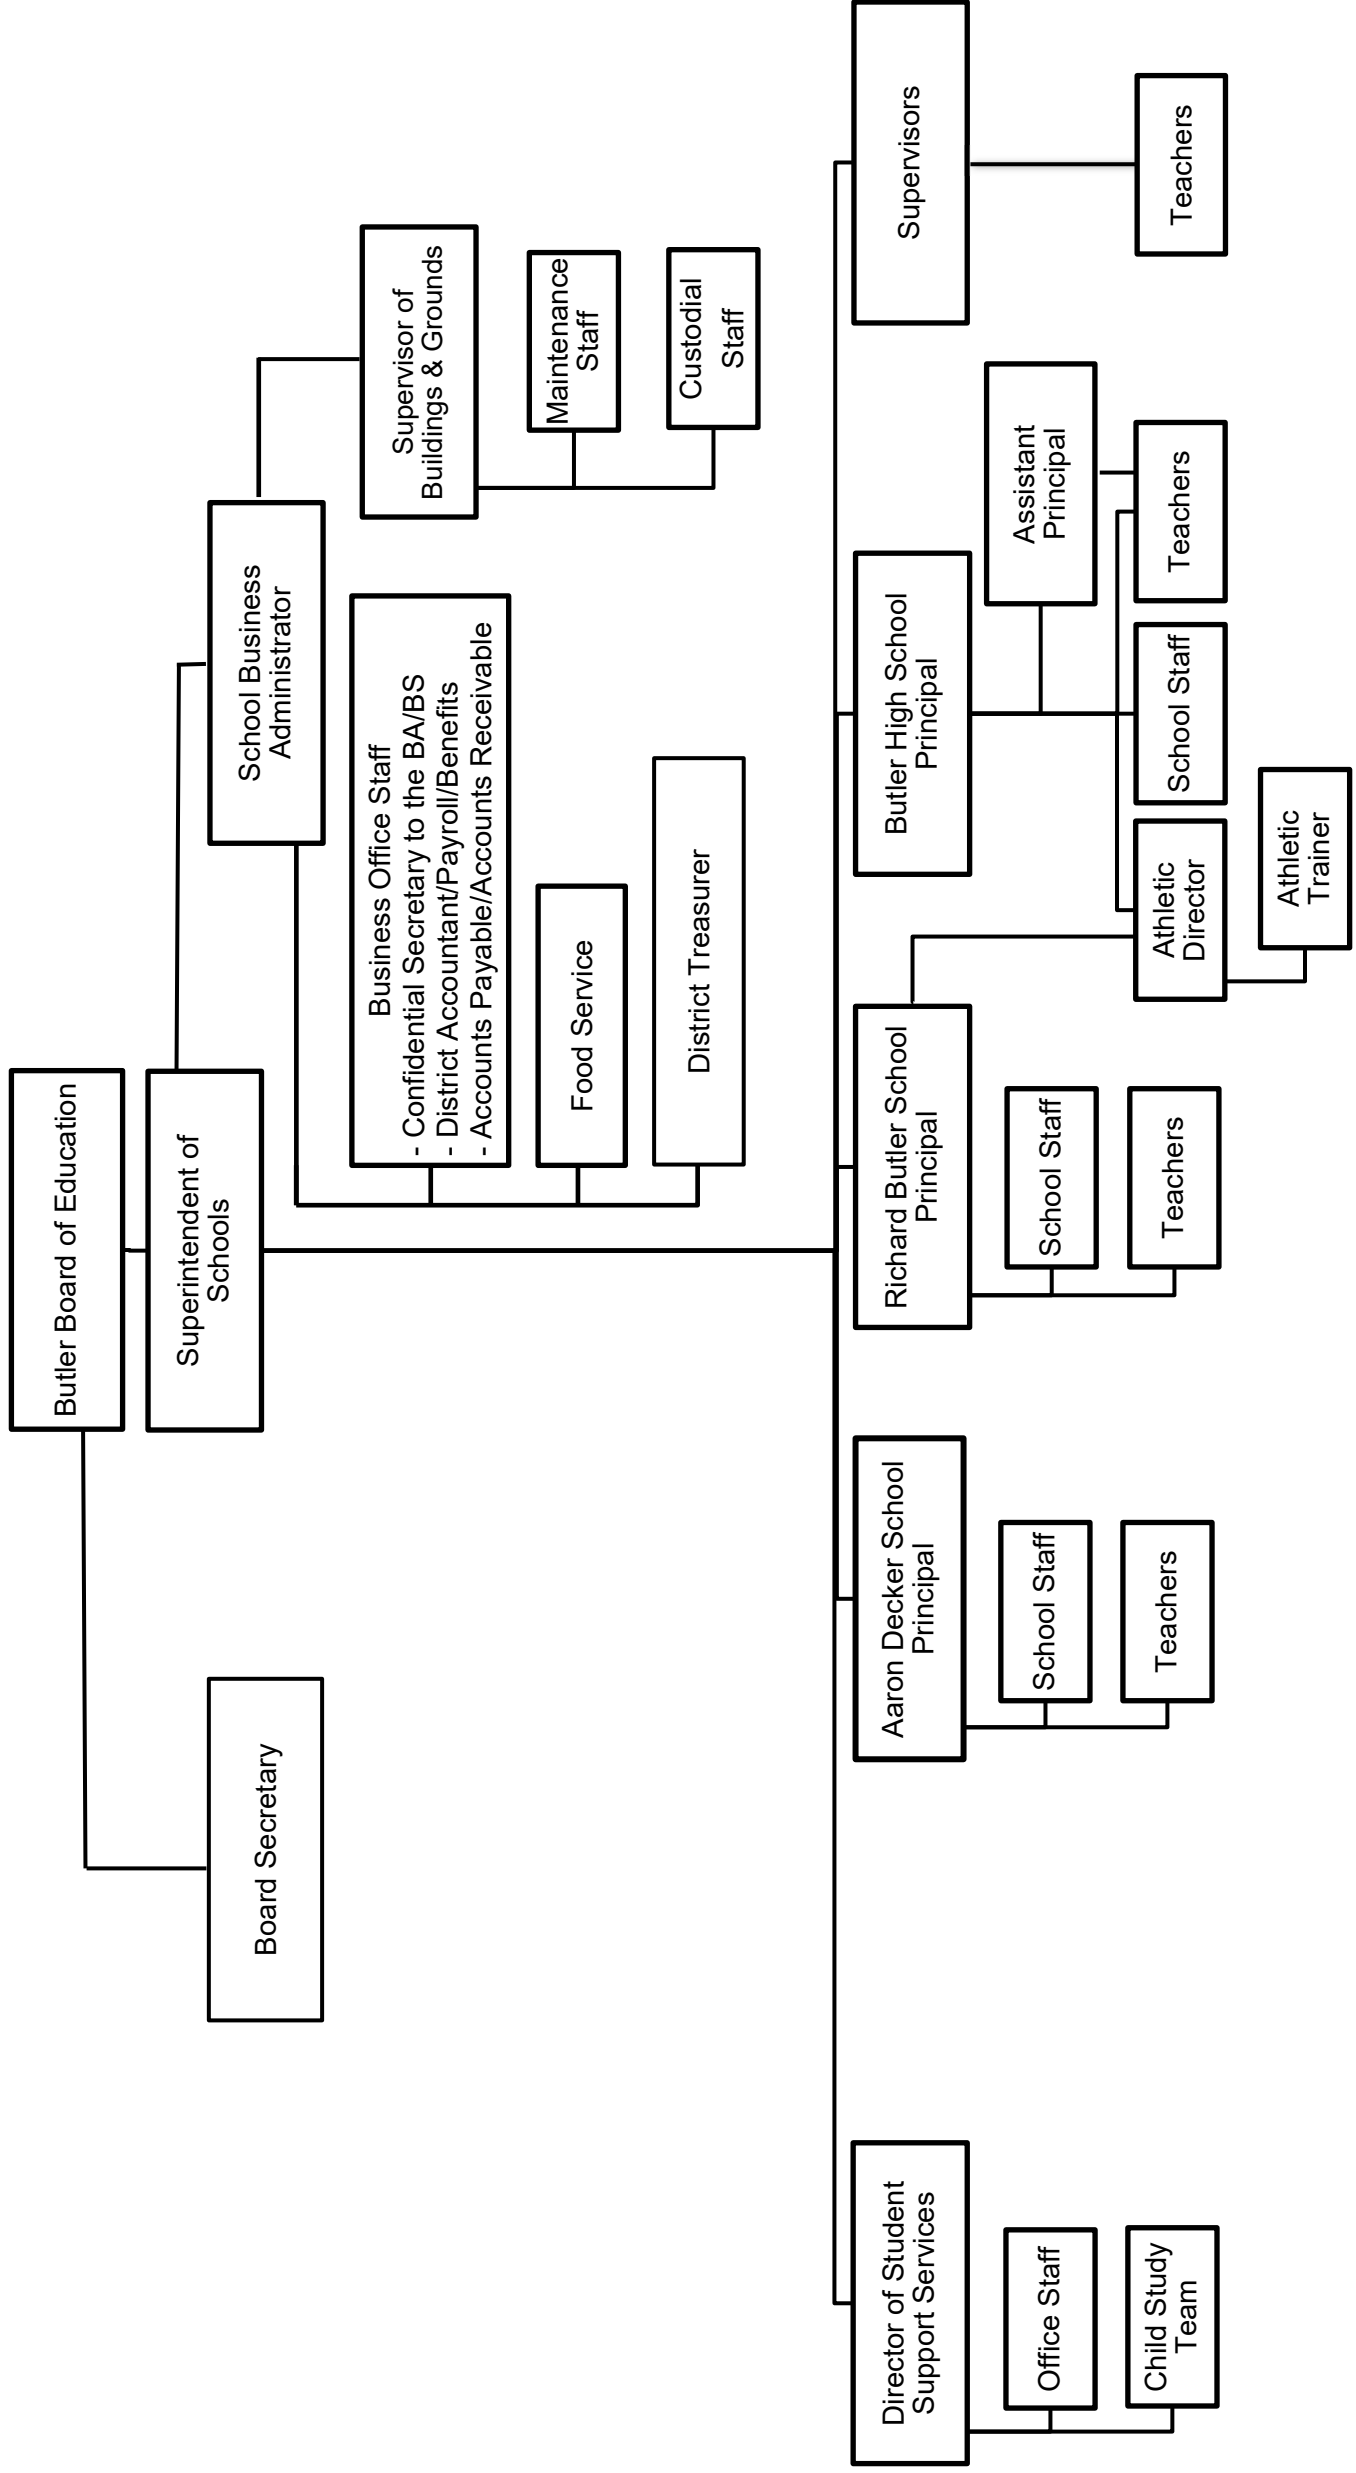 Butler Board of Education
Superintendent of
Schools
Board Secretary
School Business
Administrator
Business Office Staff
- Confidential Secretary to the BA/BS
- District Accountant/Payroll/Benefits
- Accounts Payable/Accounts Receivable
Food Service
District Treasurer
Supervisor of
Buildings & Grounds
Maintenance
Staff
Custodial
Staff
Director of Student
Support Services
Office Staff
Child Study
Team
Aaron Decker School
Principal
School Staff
Teachers
Richard Butler School
Principal
School Staff
Teachers
Butler High School
Principal
Assistant
Principal
Athletic
Director
School Staff
Teachers
Athletic
Trainer
Supervisors
Teachers